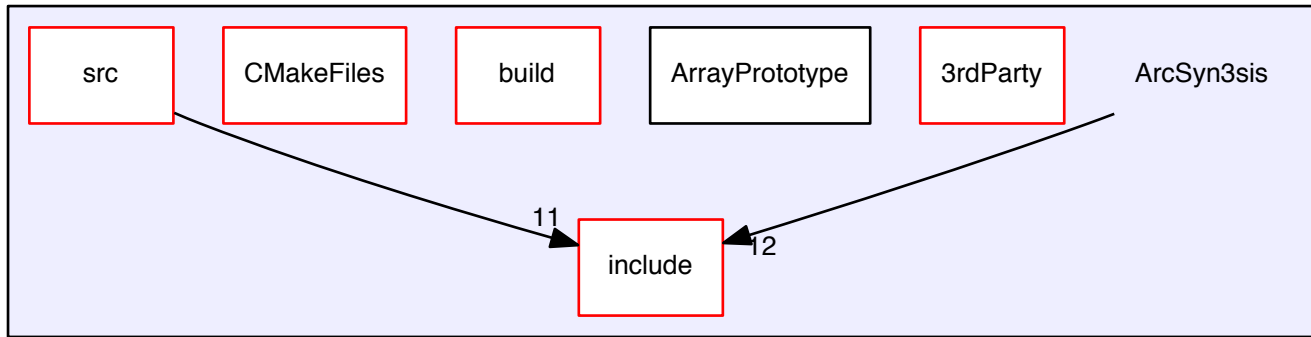 src
CMakeFiles
build
ArrayPrototype
3rdParty
ArcSyn3sis
11
12
include